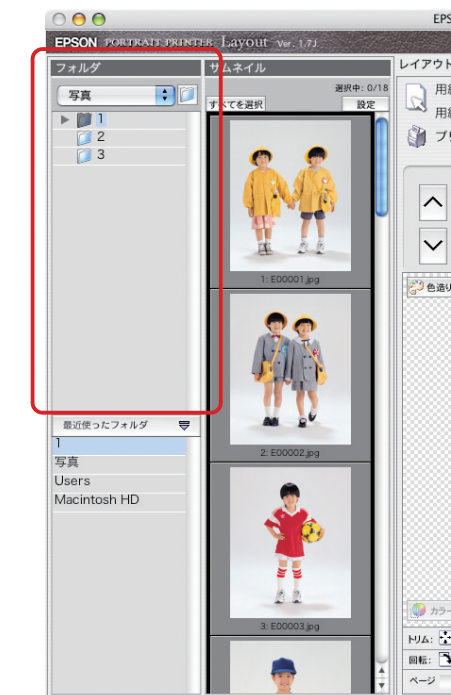 EPS
EPSON PORTRAIT PRINTER Layout Ver. 1.7J
フォルダ
写真
1
2
3
最近使ったフォルダ
1
写真
Users
Macintosh HD
サムネイル
選択中: 0/18
すべてを選択
設定
1: E00001.jpg
2: E00002.jpg
3: E00003.jpg
レイアウト
用
用
プ
色造り
カラー
トリム:
回転:
ページ